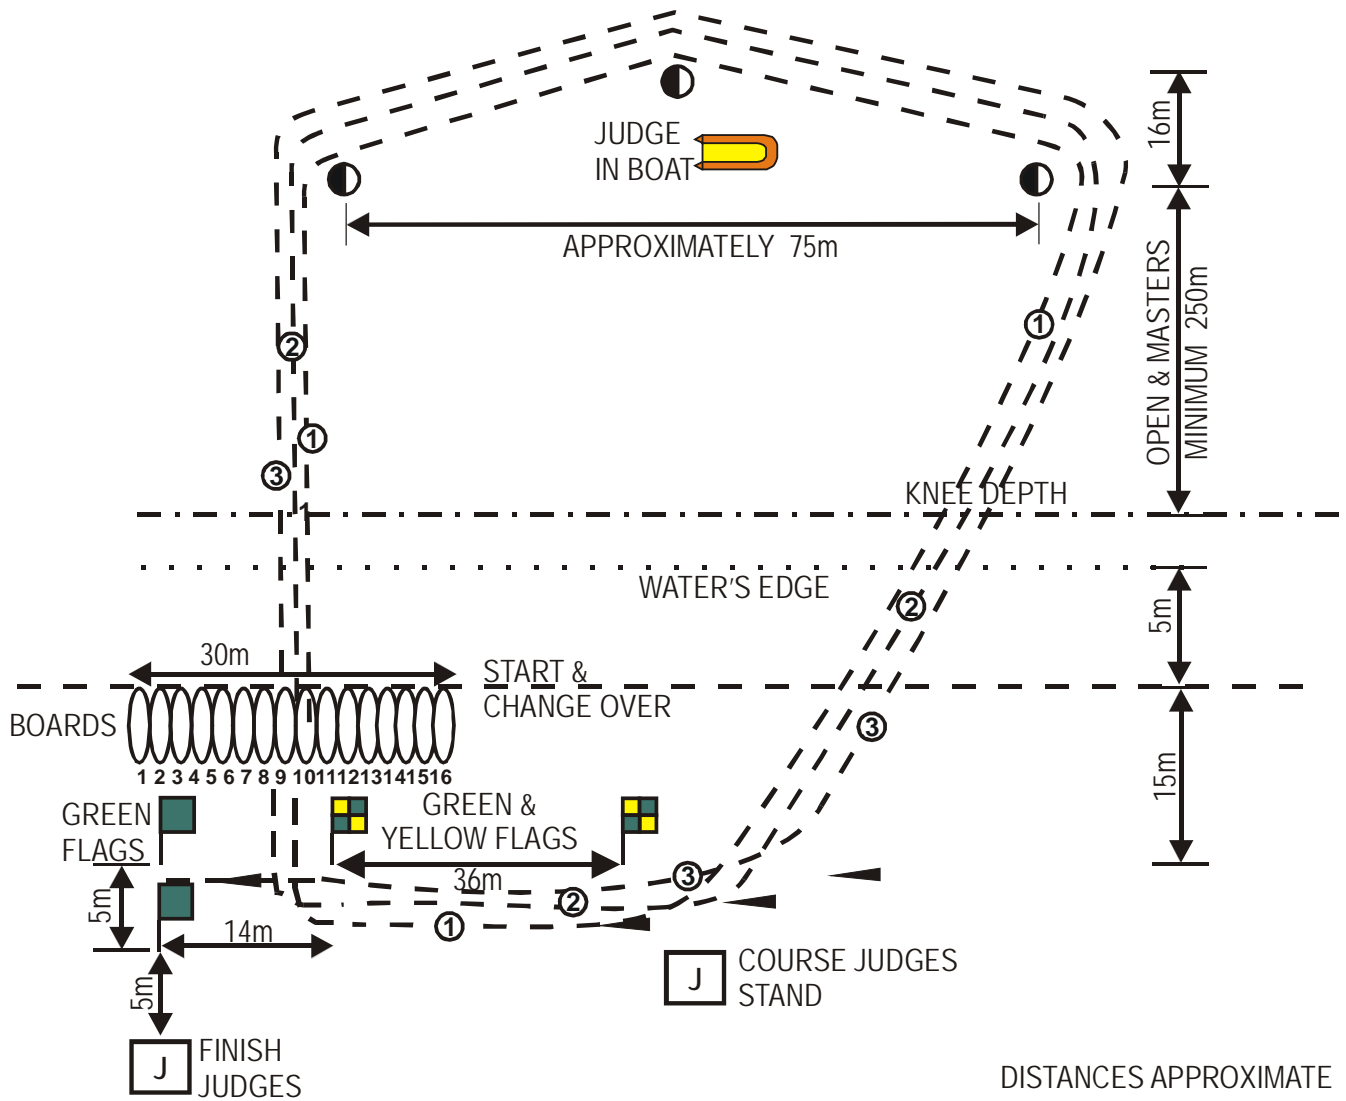 JUDGE
IN BOAT
16m
APPROXIMATELY 75m
OPEN & MASTERS
MINIMUM 250m
1
2
1
3
1
KNEE DEPTH
WATER'S EDGE
2
5m
30m
START &
CHANGE OVER
BOARDS
3
1 2 3 4 5 6 7 8 9 10 11 12 13 14 15 16
15m
GREEN
FLAGS
GREEN &
YELLOW FLAGS
36m
3
2
1
5m
14m
5m
J
COURSE JUDGES
STAND
J
FINISH
JUDGES
DISTANCES APPROXIMATE